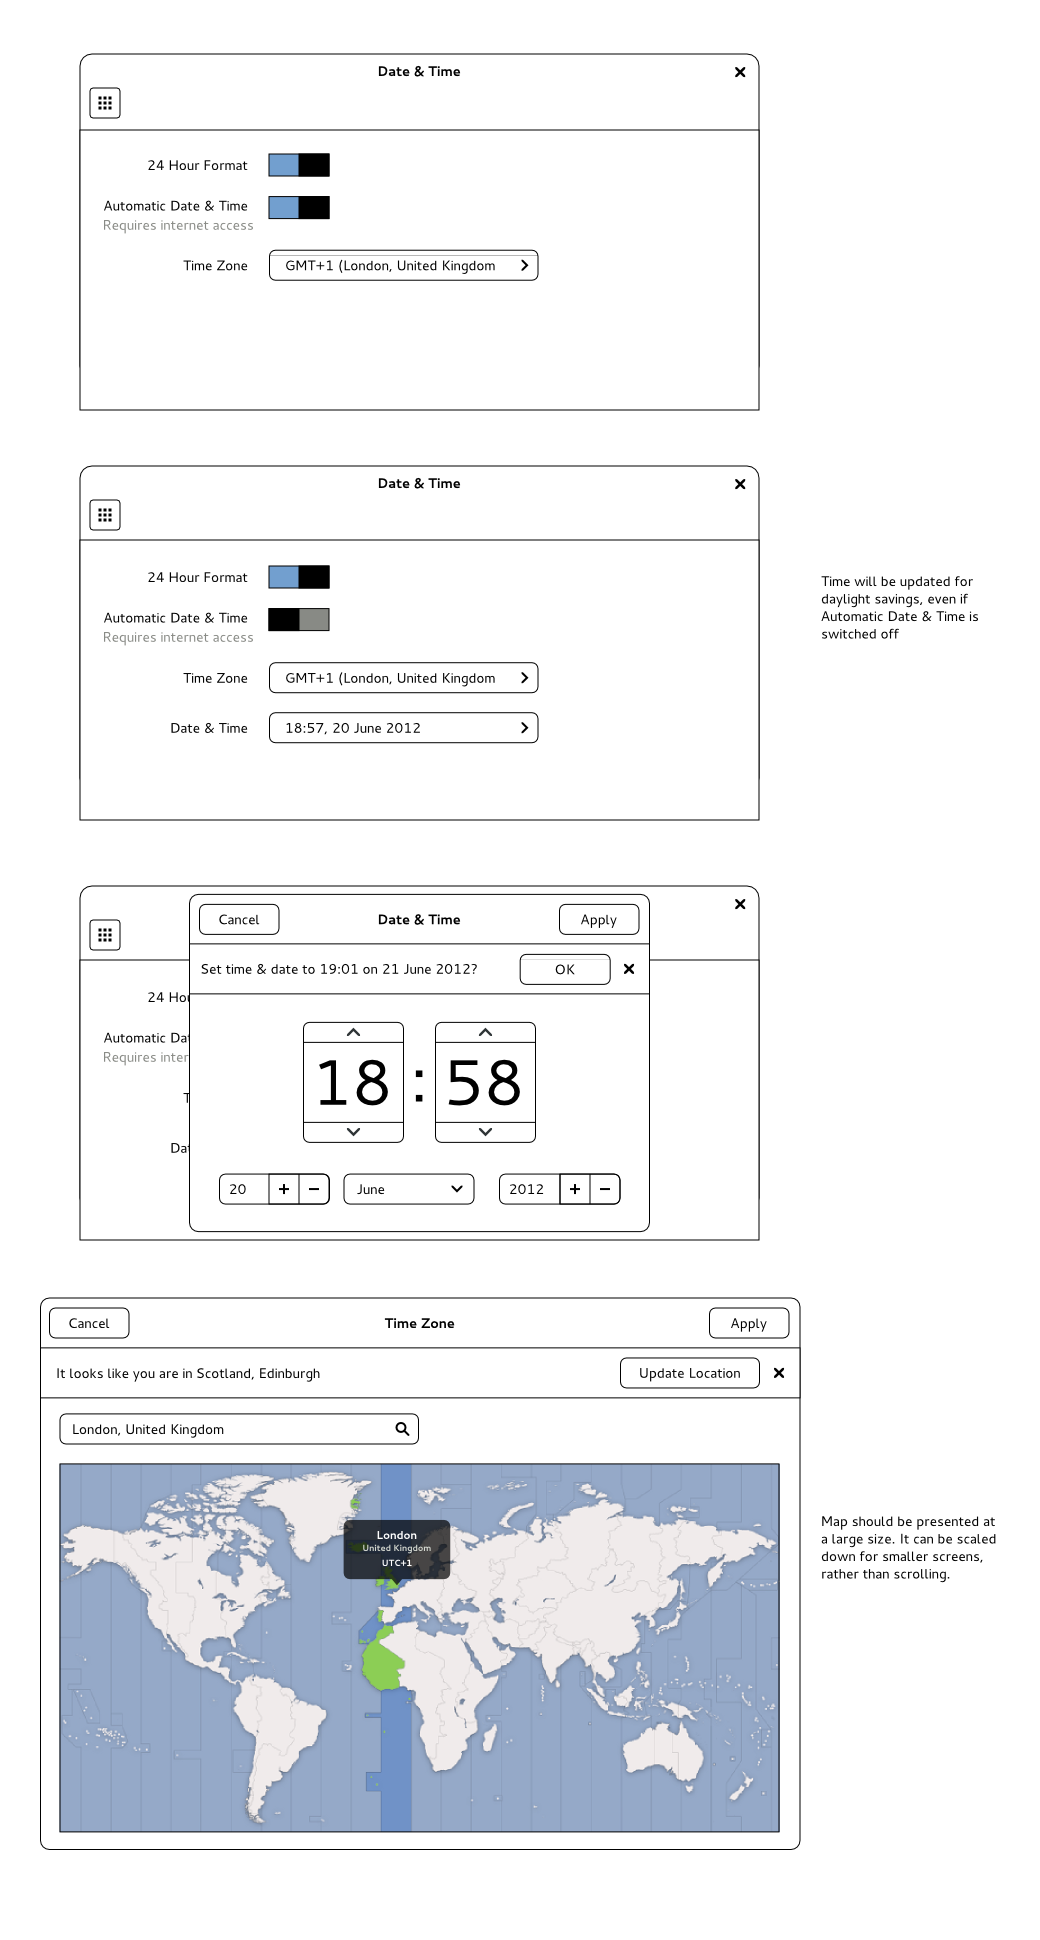 Date & Time
24 Hour Format
Automatic Date & Time
Requires internet access
Time Zone
GMT+1 (London, United Kingdom
Date & Time
24 Hour Format
Automatic Date & Time
Requires internet access
Time Zone
GMT+1 (London, United Kingdom
Date & Time
18:57, 20 June 2012
Time will be updated for
daylight savings, even if
Automatic Date & Time is
switched off
Cancel
Date & Time
Apply
Set time & date to 19:01 on 21 June 2012?
OK
24 Hou
Automatic Dat
Requires inter
T
Dat
18 : 58
20
June
2012
Cancel
Time Zone
Apply
It looks like you are in Scotland, Edinburgh
Update Location
London, United Kingdom
London
United Kingdom
UTC+1
Map should be presented at
a large size. It can be scaled
down for smaller screens,
rather than scrolling.